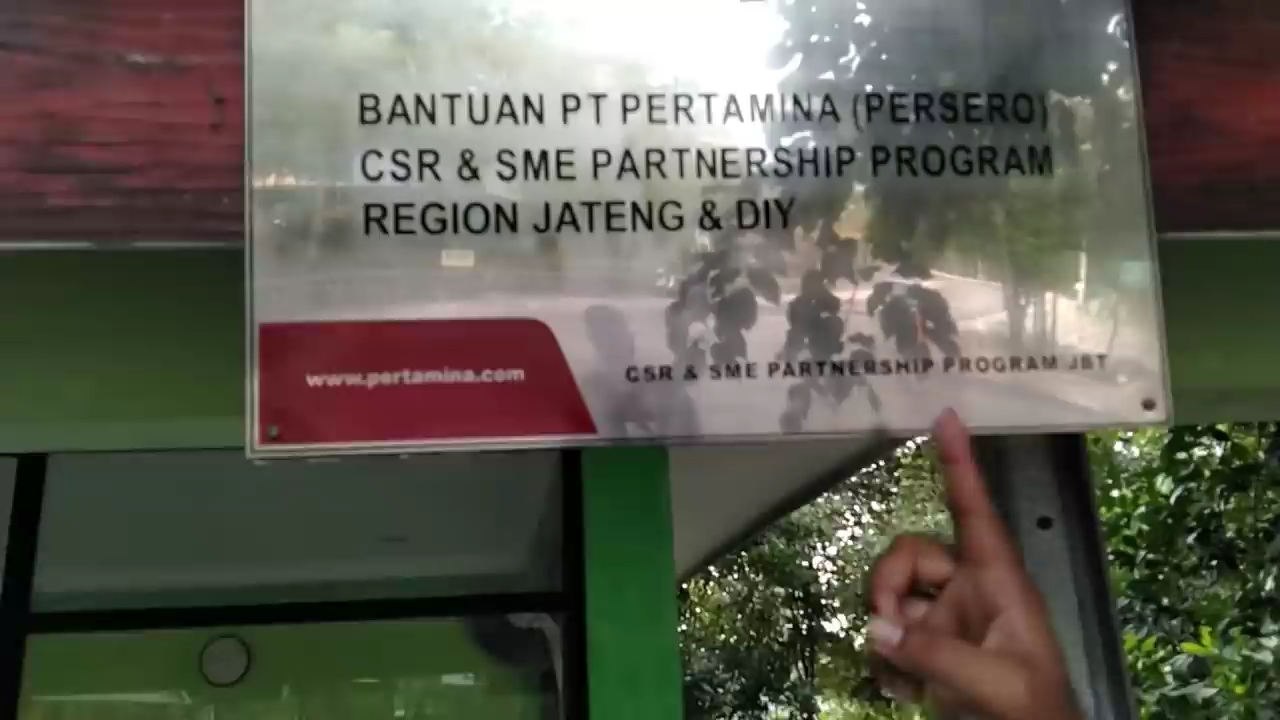 BANTUAN PT PERTAMINA (PERSERO)
CSR & SME PARTNERSHIP PROGRAM
REGION JATENG & DIY
www.pertamina.com
CSR & SME PARTNERSHIP PROGRAM JBT